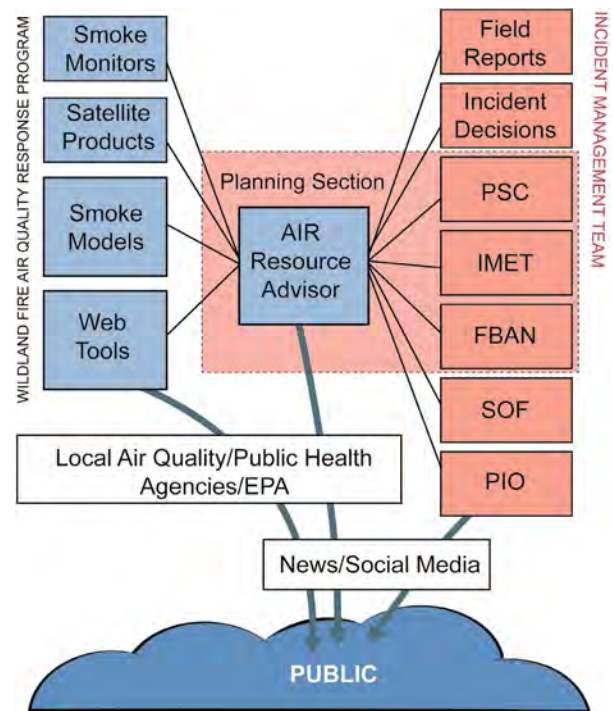 WILDLAND FIRE AIR QUALITY RESPONSE PROGRAM
Smoke
Monitors
Satellite
Products
Smoke
Models
Web
Tools
Planning Section
AIR
Resource
Advisor
INCIDENT MANAGEMENT TEAM
Field
Reports
Incident
Decisions
PSC
IMET
FBAN
SOF
PIO
Local Air Quality/Public Health
Agencies/EPA
News/Social Media
PUBLIC